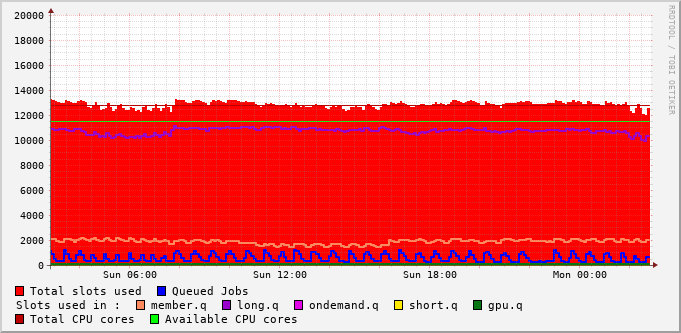 RRDTOOL / TOBI OETIKER
20000
18000
16000
14000
12000
10000
8000
6000
4000
2000
0
Sun 06:00 Sun 12:00 Sun 18:00 Mon 00:00
Total slots used Queued Jobs
Slots used in : member.q long.q ondemand.q short.q gpu.q
Total CPU cores Available CPU cores